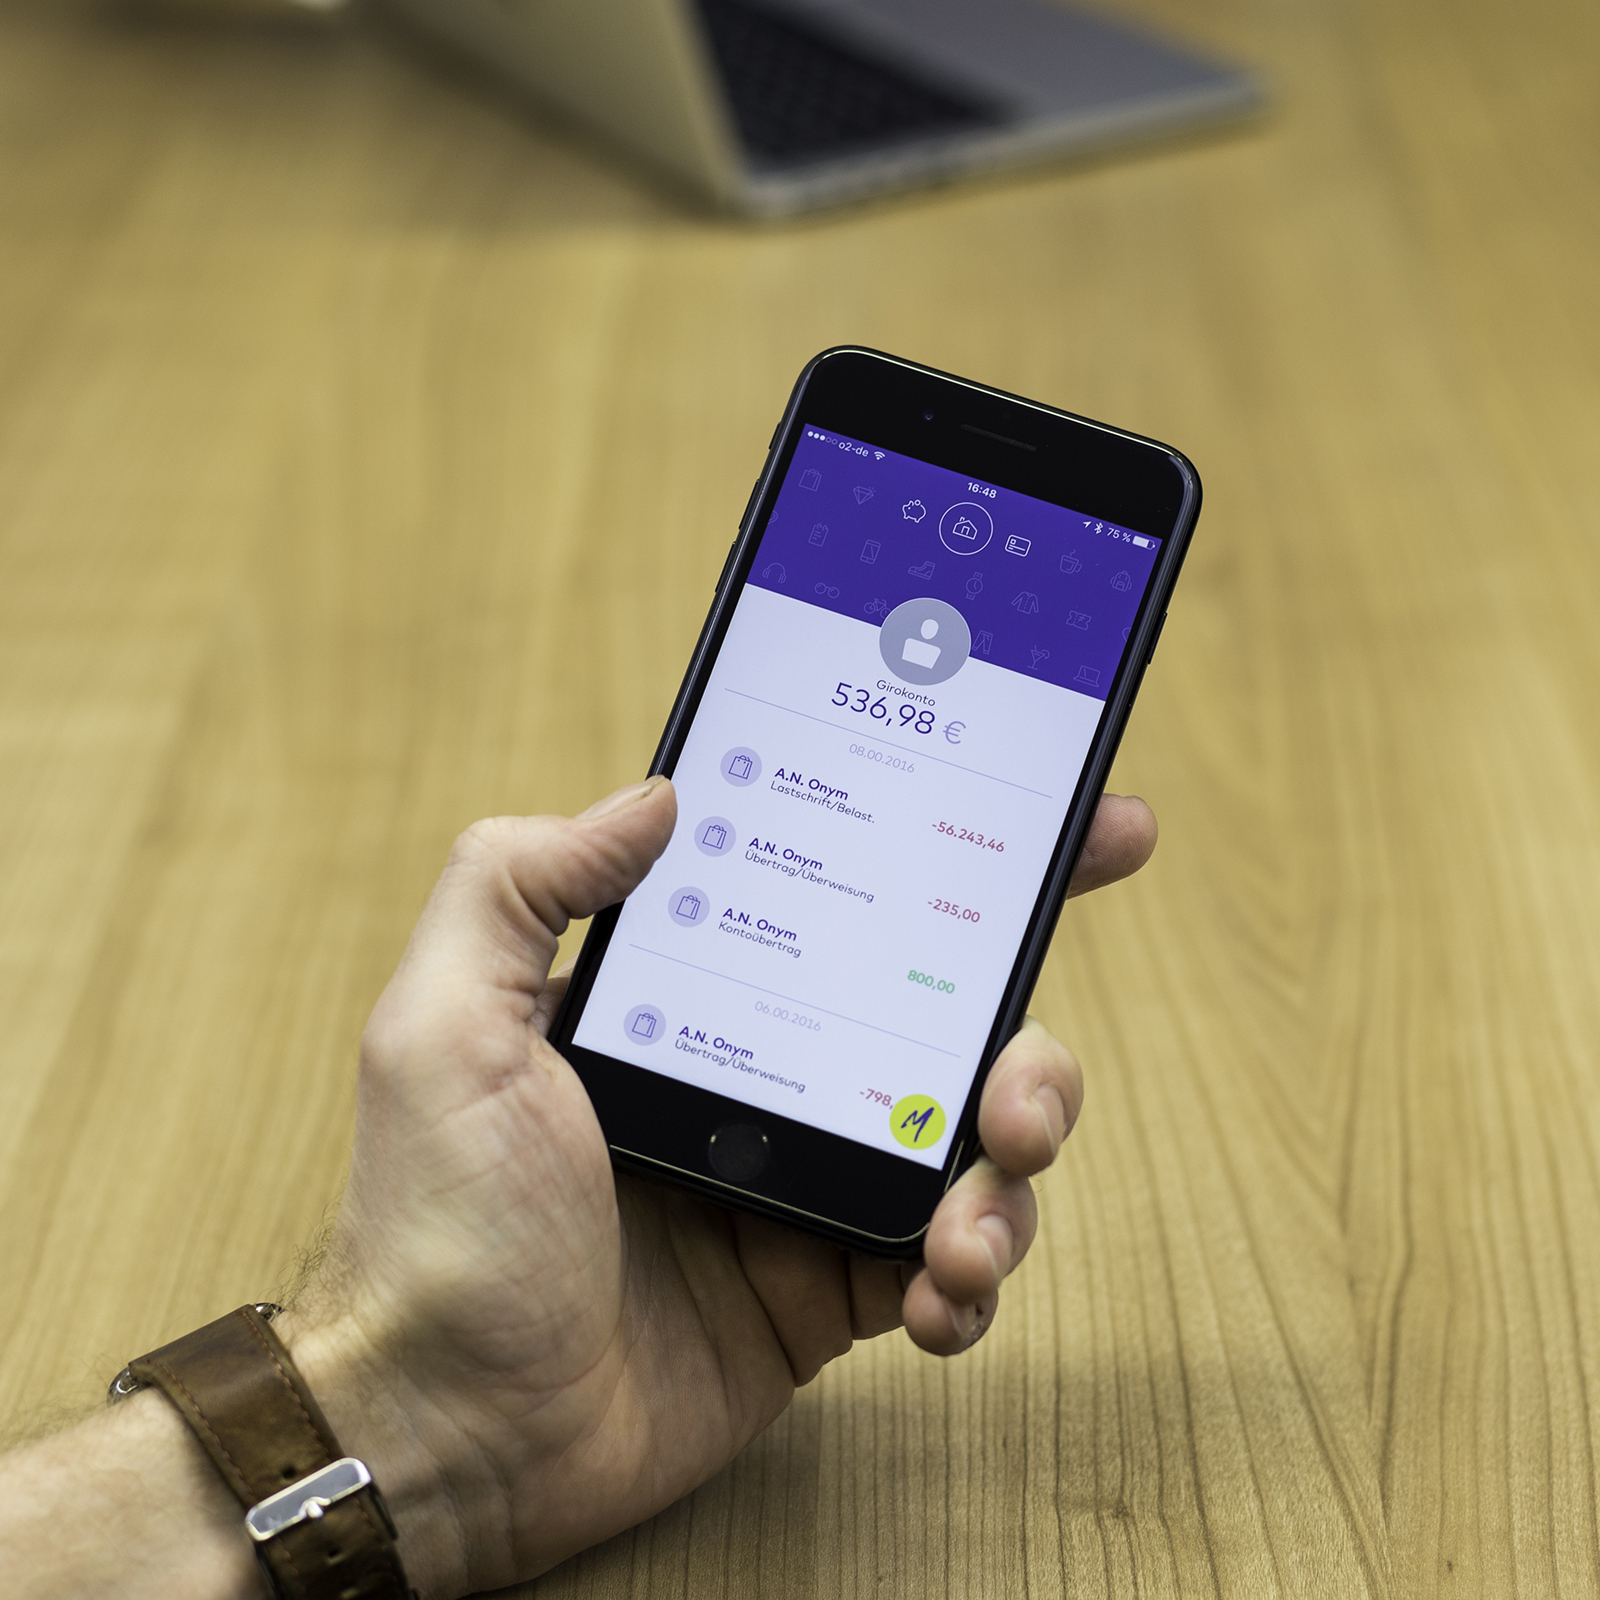 o2-de
16:48
75 %
Girokonto
536,98 €
08.00.2016
A.N. Onym
Lastschrift/Belast.
-56.243,46
A.N. Onym
Übertrag/Überweisung
-235,00
A.N. Onym
Kontoübertrag
800,00
06.00.2016
A.N. Onym
Übertrag/Überweisung
-798,
M